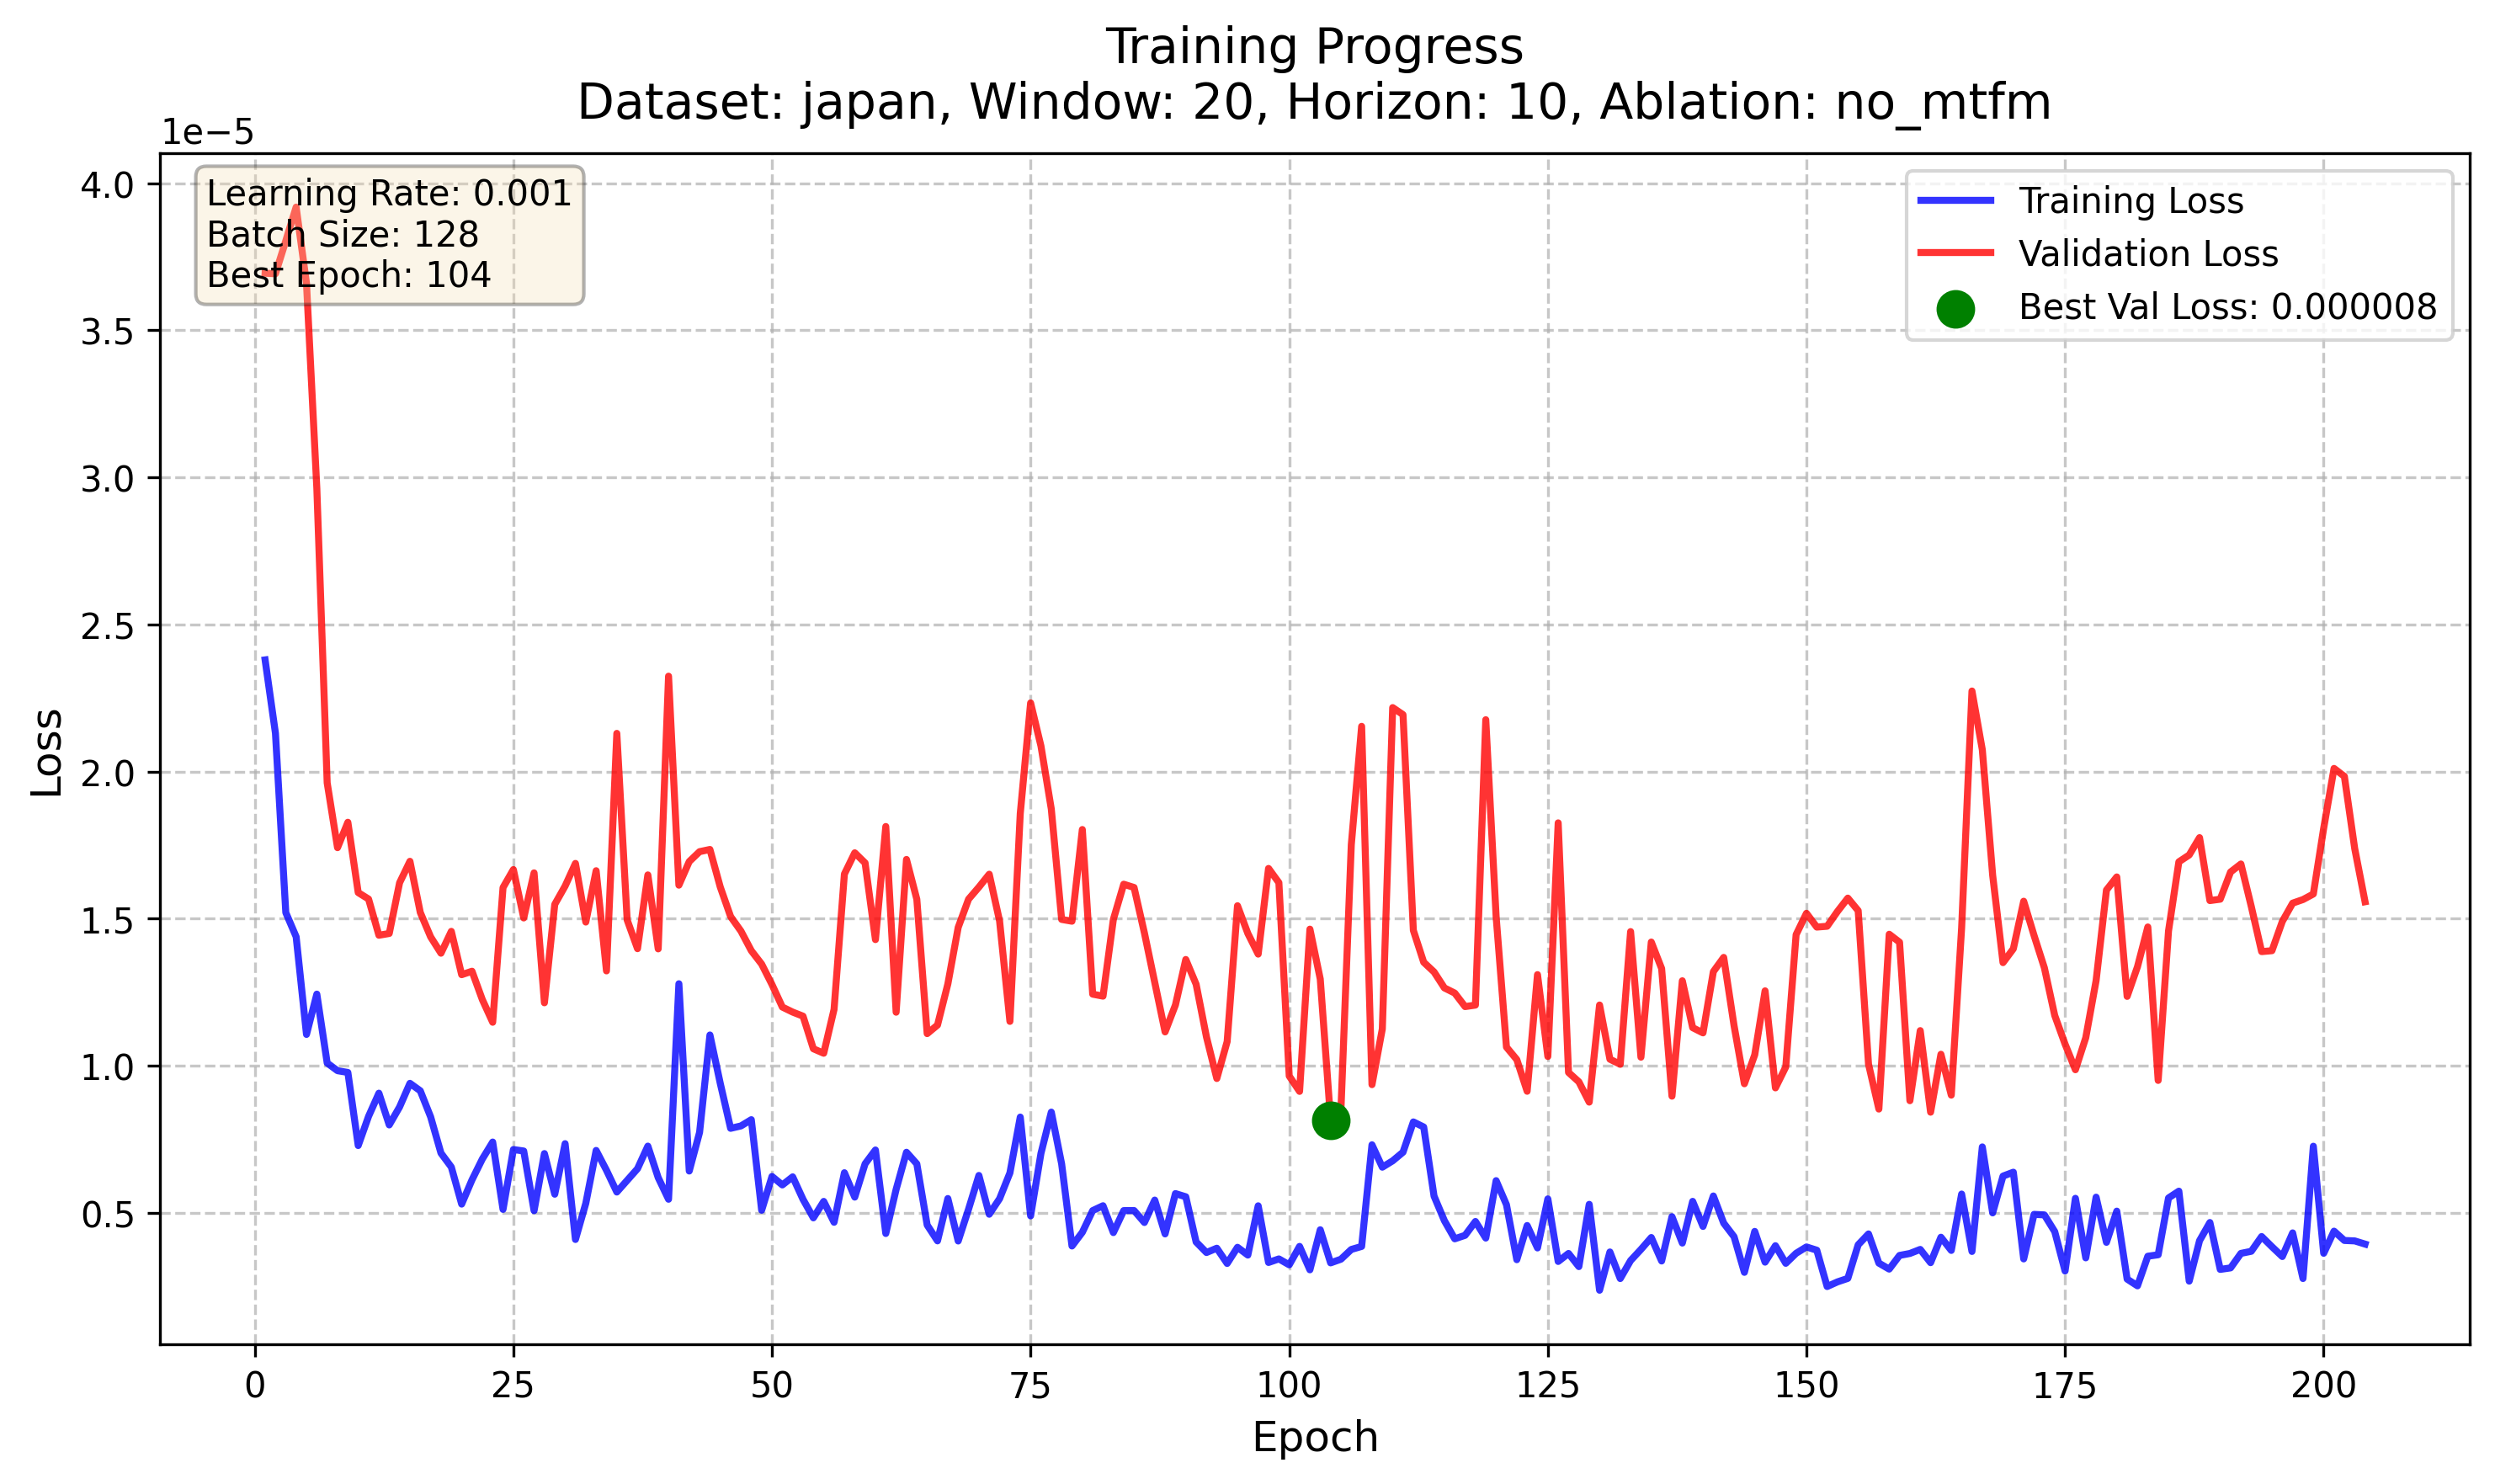 Training Progress
Dataset: japan, Window: 20, Horizon: 10, Ablation: no_mtfm
1e−5
Learning Rate: 0.001
Batch Size: 128
Best Epoch: 104
Training Loss
Validation Loss
Best Val Loss: 0.000008
4.0
3.5
3.0
2.5
2.0
1.5
1.0
0.5
Loss
0 25 50 75 100 125 150 175 200
Epoch